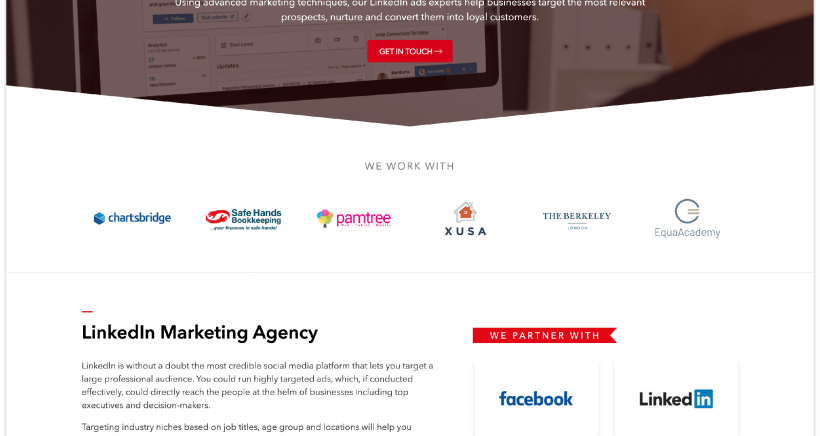 Using advanced marketing techniques, our LinkedIn ads experts help businesses target the most relevant
prospects, nurture and convert them into loyal customers.
GET IN TOUCH →
WE WORK WITH
chartsbridge
Safe Hands
Bookkeeping
...your finances in safe hands!
pamtree
XUSA
THE BERKELEY
LONDON
EquaAcademy
LinkedIn Marketing Agency
WE PARTNER WITH
LinkedIn is without a doubt the most credible social media platform that lets you target a
large professional audience. You could run highly targeted ads, which, if conducted
effectively, could directly reach the people at the helm of businesses including top
executives and decision-makers.
facebook
Linked in
Targeting industry niches based on job titles, age group and locations will help you